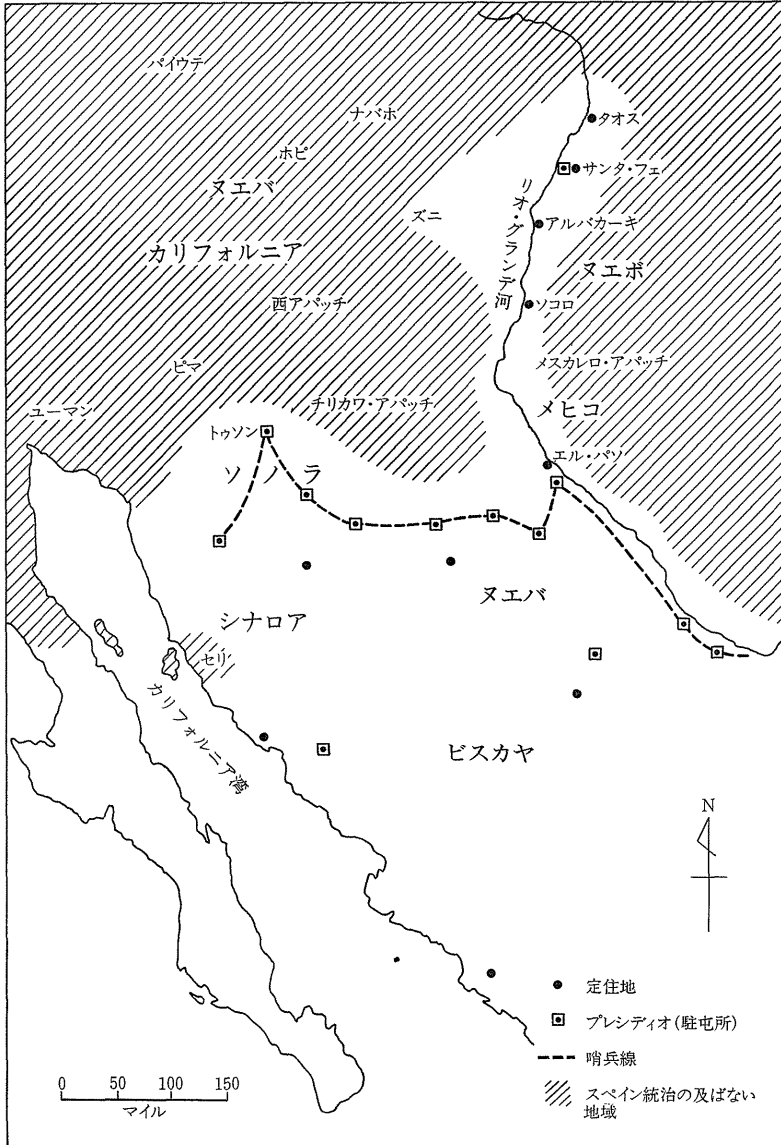 パイウテ
ナバホ
タオス
ホピ
サンタ・フェ
ヌエバ
ズニ
リオ・グランデ河
アルバカーキ
カリフォルニア
ヌエボ
西アパッチ
ソコロ
ピマ
メスカレロ・アパッチ
ユーマン
チリカワ・アパッチ
メヒコ
トゥソン
エル・パソ
ソノラ
ヌエバ
シナロア
セリ
カリフォルニア湾
ビスカヤ
N
定住地
プレシディオ(駐屯所)
哨兵線
スペイン統治の及ばない
地域
0 50 100 150
マイル